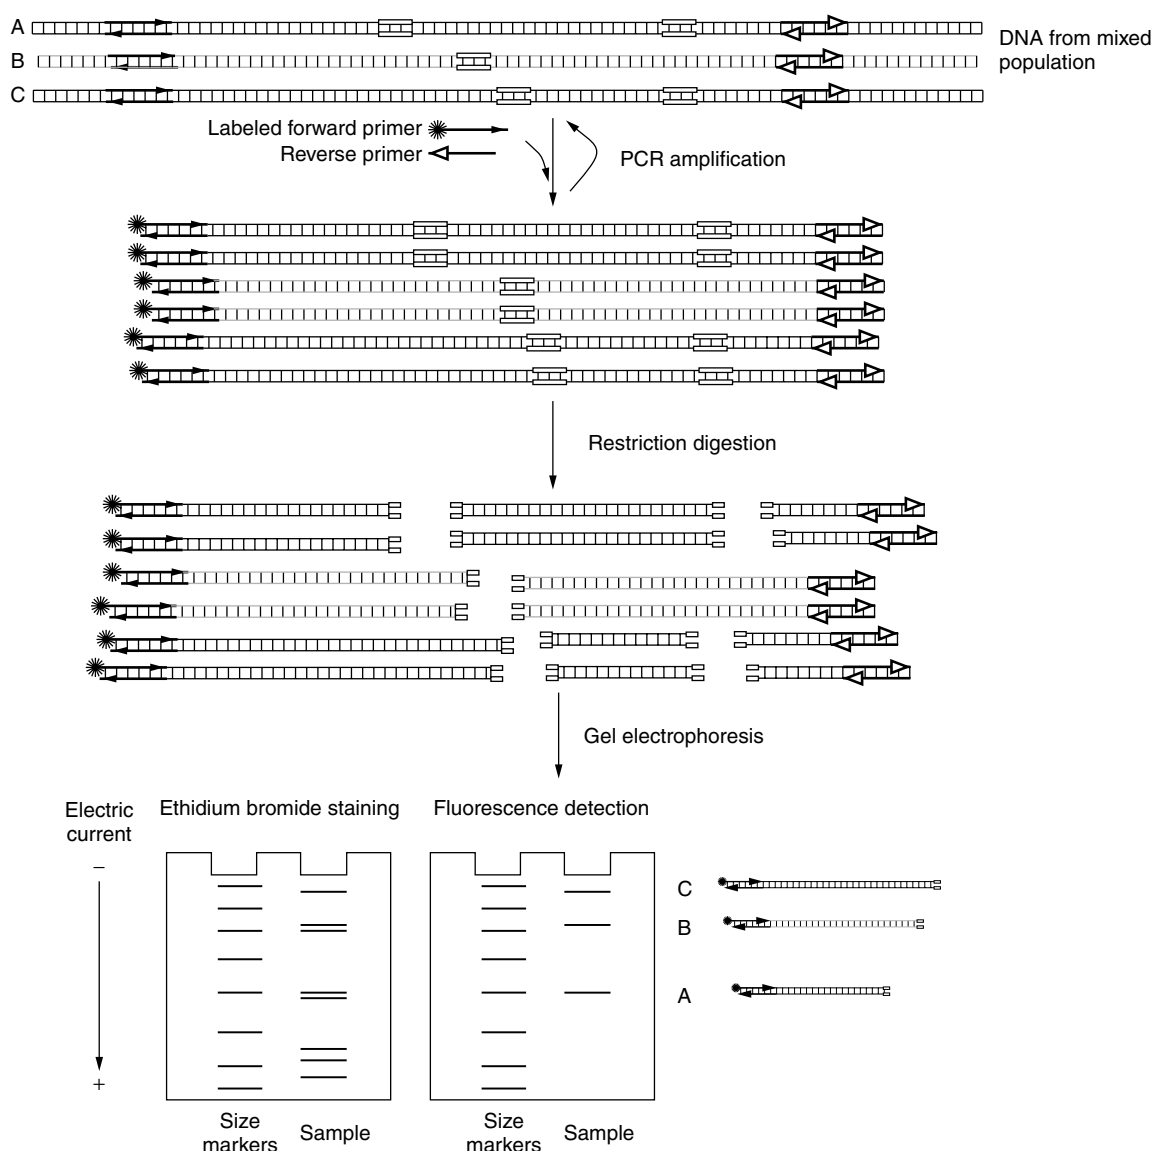 A
B
C
DNA from mixed
population
Labeled forward primer
Reverse primer
PCR amplification
Restriction digestion
Gel electrophoresis
Electric
current
Ethidium bromide staining
Fluorescence detection
−
+
C
B
A
Size
markers
Sample
Size
markers
Sample